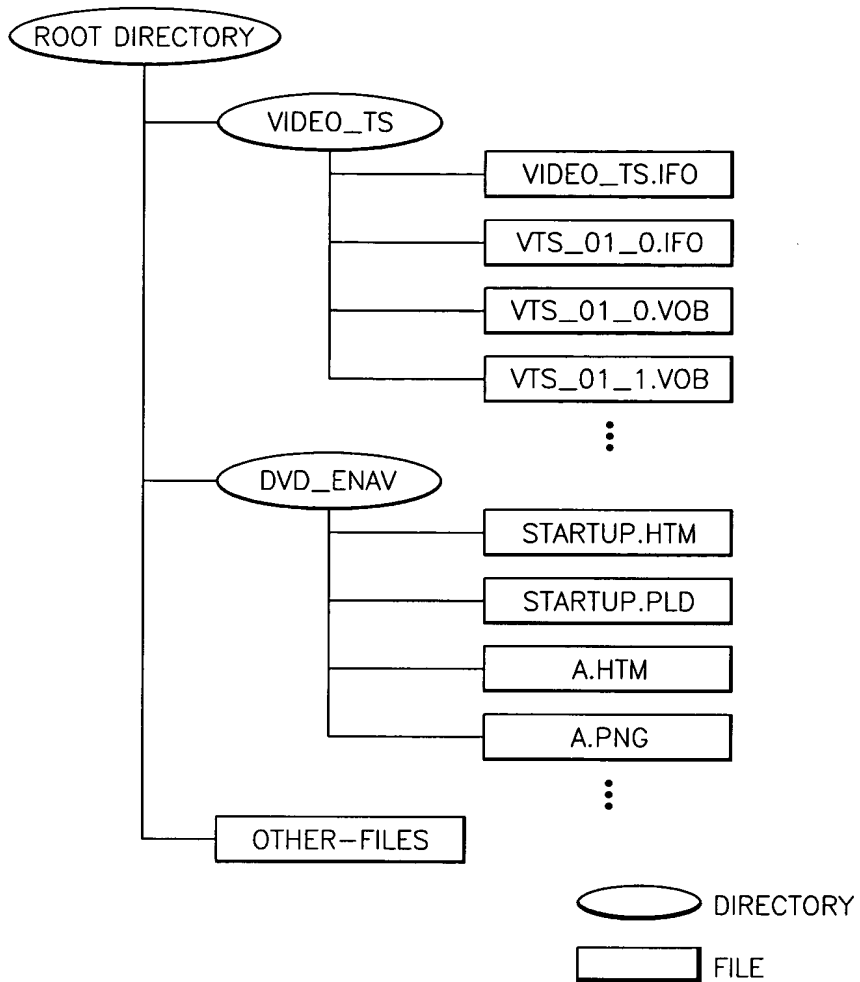 ROOT DIRECTORY
VIDEO_TS
VIDEO_TS.IFO
VTS_01_0.IFO
VTS_01_0.VOB
VTS_01_1.VOB
DVD_ENAV
STARTUP.HTM
STARTUP.PLD
A.HTM
A.PNG
OTHER-FILES
DIRECTORY
FILE